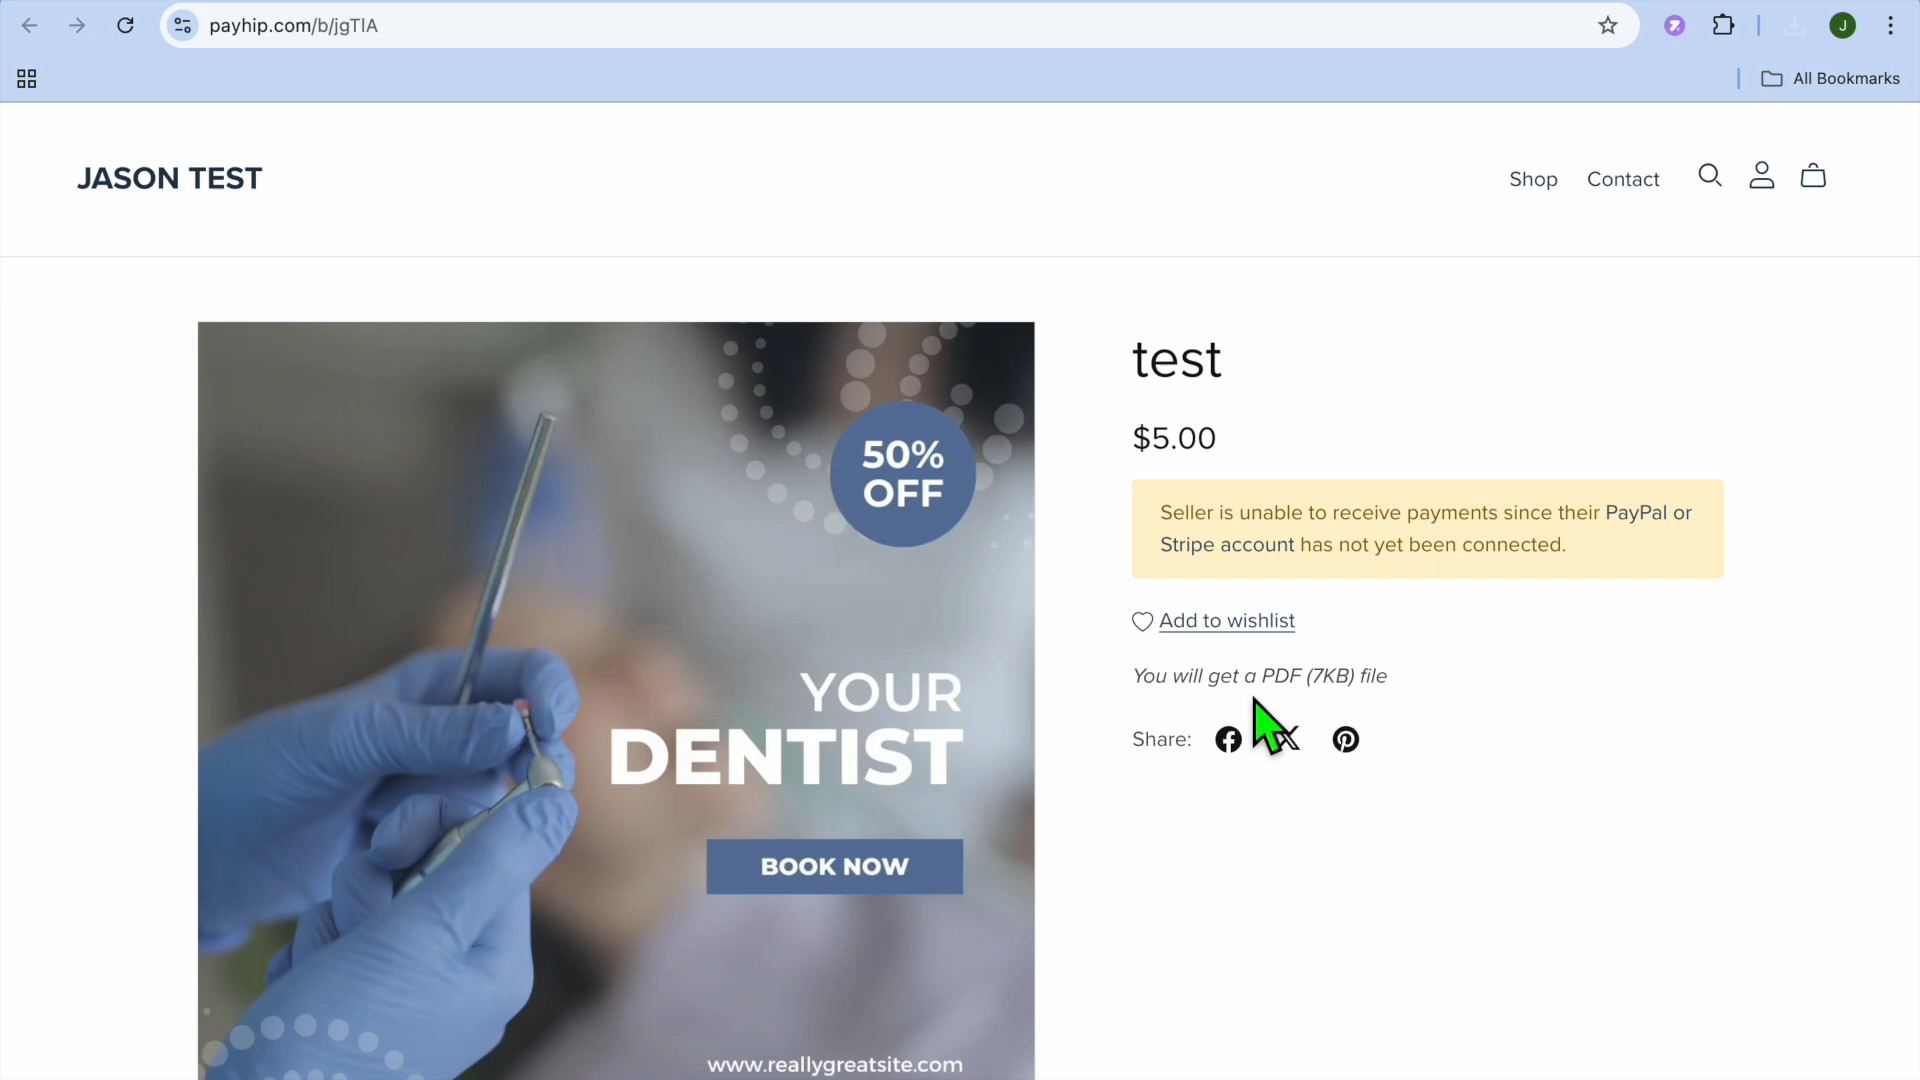 payhip.com/b/jgTlA
J
All Bookmarks
JASON TEST
Shop Contact
50%
OFF
YOUR
DENTIST
BOOK NOW
www.reallygreatsite.com
test
$5.00
Seller is unable to receive payments since their PayPal or
Stripe account has not yet been connected.
Add to wishlist
You will get a PDF (7KB) file
Share: